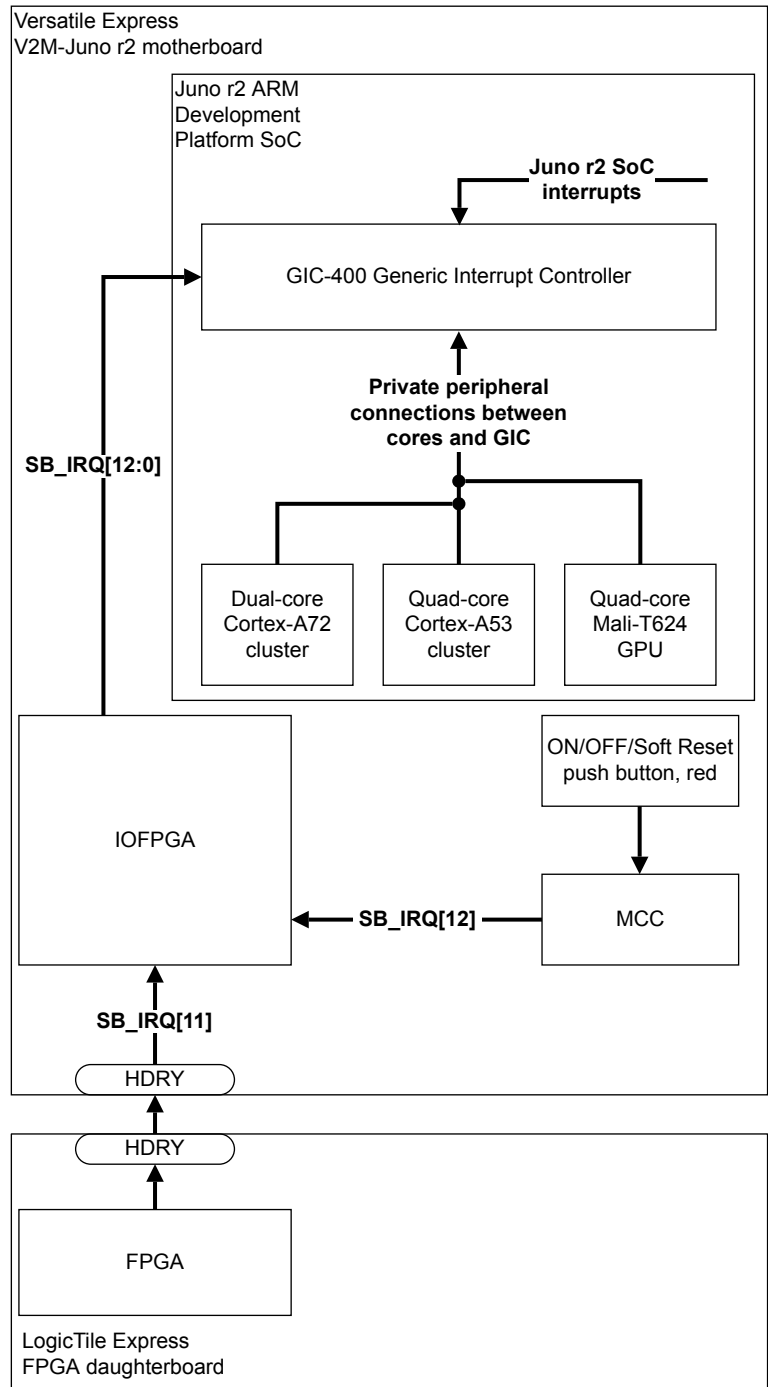 Versatile Express
V2M-Juno r2 motherboard
Juno r2 ARM
Development
Platform SoC
Juno r2 SoC
interrupts
GIC-400 Generic Interrupt Controller
Private peripheral
connections between
cores and GIC
SB_IRQ[12:0]
Dual-core
Cortex-A72
cluster
Quad-core
Cortex-A53
cluster
Quad-core
Mali-T624
GPU
ON/OFF/Soft Reset
push button, red
IOFPGA
SB_IRQ[12]
MCC
SB_IRQ[11]
HDRY
HDRY
FPGA
LogicTile Express
FPGA daughterboard